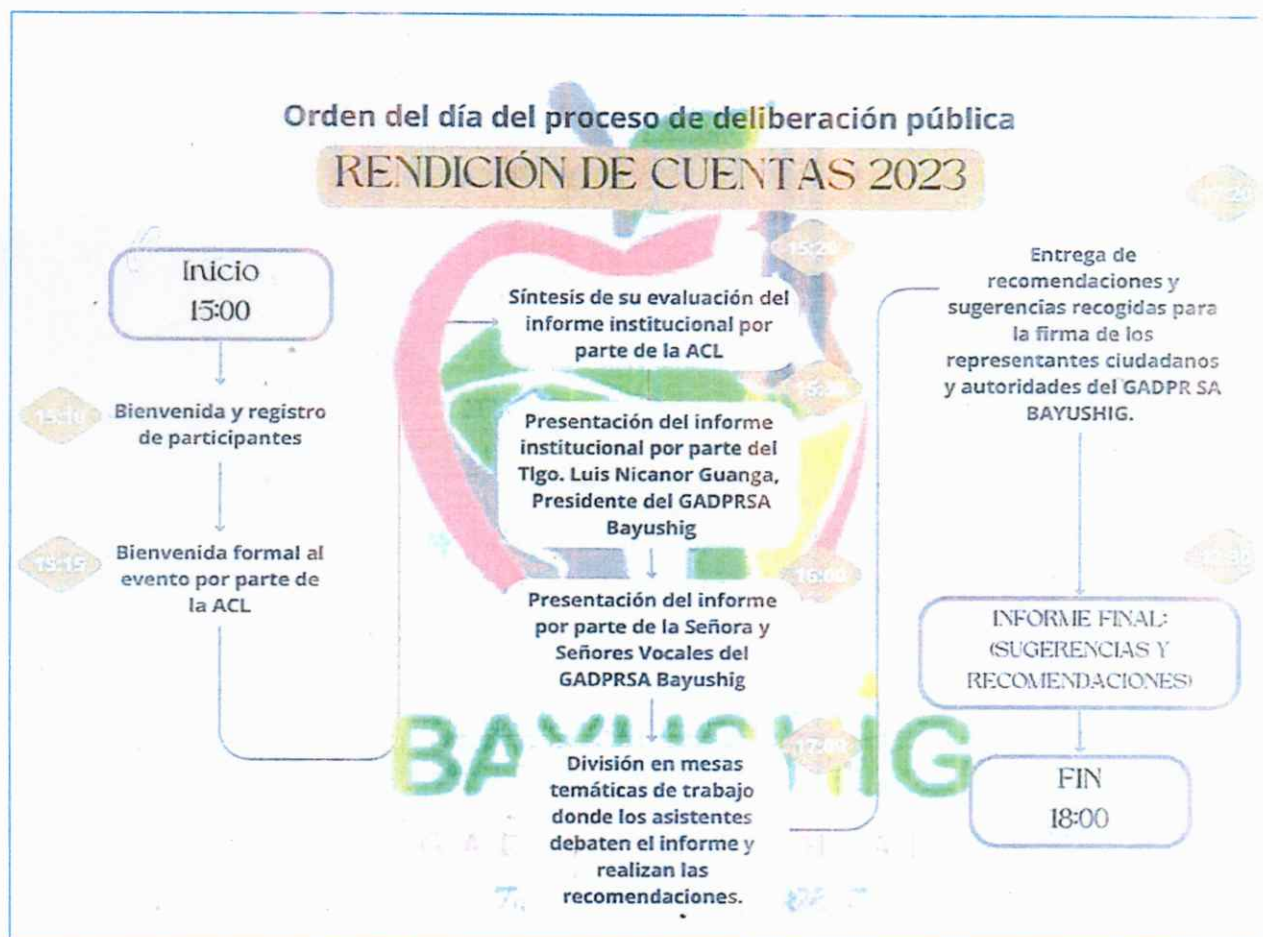 Orden del día del proceso de deliberación pública
RENDICIÓN DE CUENTAS 2023
Inicio
15:00
15:10
Bienvenida y registro
de participantes
15:15
Bienvenida formal al
evento por parte de
la ACL
15:20
Síntesis de su evaluación del
informe institucional por
parte de la ACL
Presentación del informe
institucional por parte del
Tlgo. Luis Nicanor Guanga,
Presidente del GADPRSA
Bayushig
16:00
Presentación del informe
por parte de la Señora y
Señores Vocales del
GADPRSA Bayushig
BAYUSHIG
División en mesas
temáticas de trabajo
donde los asistentes
debaten el informe y
realizan las
recomendaciones.
Entrega de
recomendaciones y
sugerencias recogidas para
la firma de los
representantes ciudadanos
y autoridades del GADPR SA
BAYUSHIG.
INFORME FINAL:
(SUGERENCIAS Y
RECOMENDACIONES)
FIN
18:00